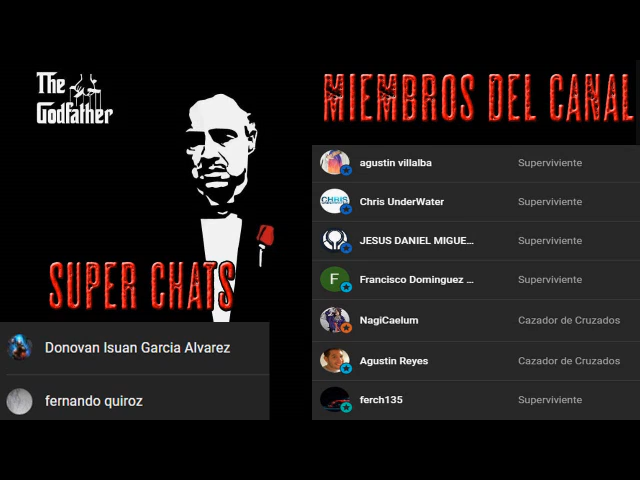 The
Godfather
SUPER CHATS
Donovan Isuan Garcia Alvarez
fernando quiroz
MIEMBROS DEL CANAL
agustin villalba Superviviente
Chris UnderWater Superviviente
JESUS DANIEL MIGUE... Superviviente
F Francisco Dominguez ... Superviviente
NagiCaelum Cazador de Cruzados
Agustin Reyes Cazador de Cruzados
ferch135 Superviviente